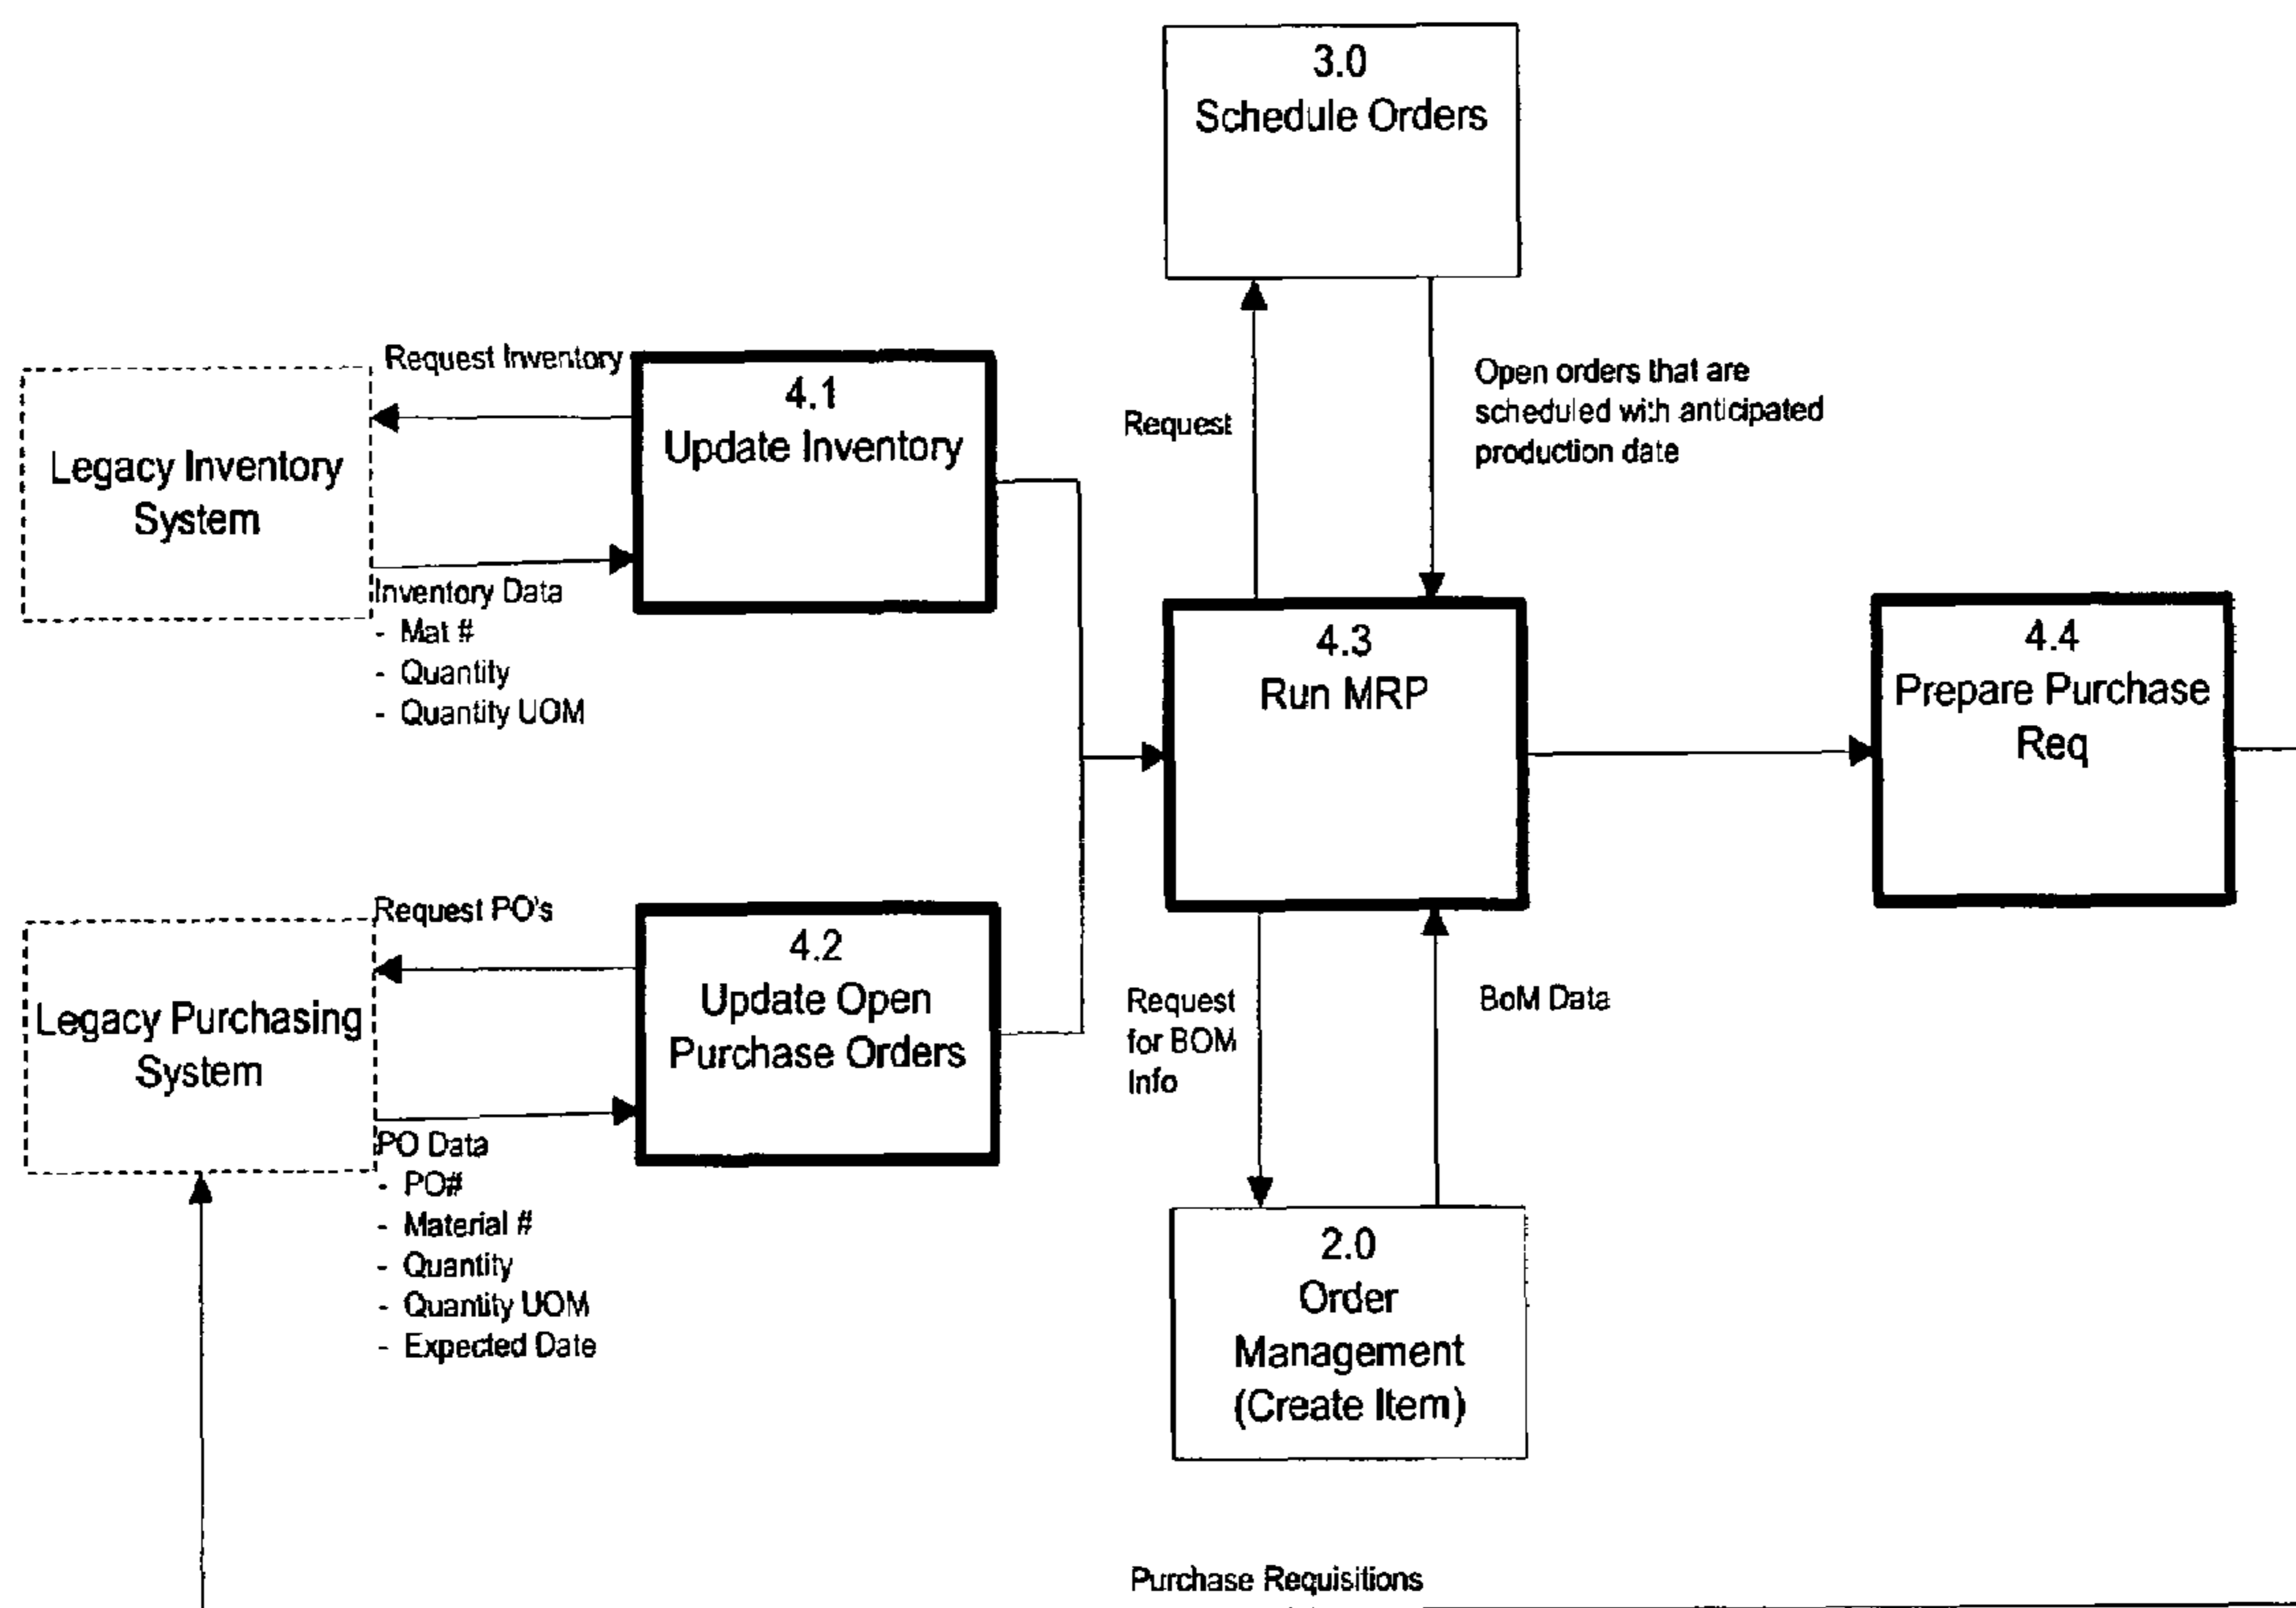 3.0
Schedule Orders
Request Inventory
4.1
Update Inventory
Legacy Inventory
System
Inventory Data
- Mat #
- Quantity
- Quantity UOM
Request
Open orders that are
scheduled with anticipated
production date
4.3
Run MRP
4.4
Prepare Purchase
Req
Request PO's
4.2
Update Open
Purchase Orders
Legacy Purchasing
System
PO Data
- PO#
- Material #
- Quantity
- Quantity UOM
- Expected Date
Request
for BOM
Info
BoM Data
2.0
Order
Management
(Create Item)
Purchase Requisitions